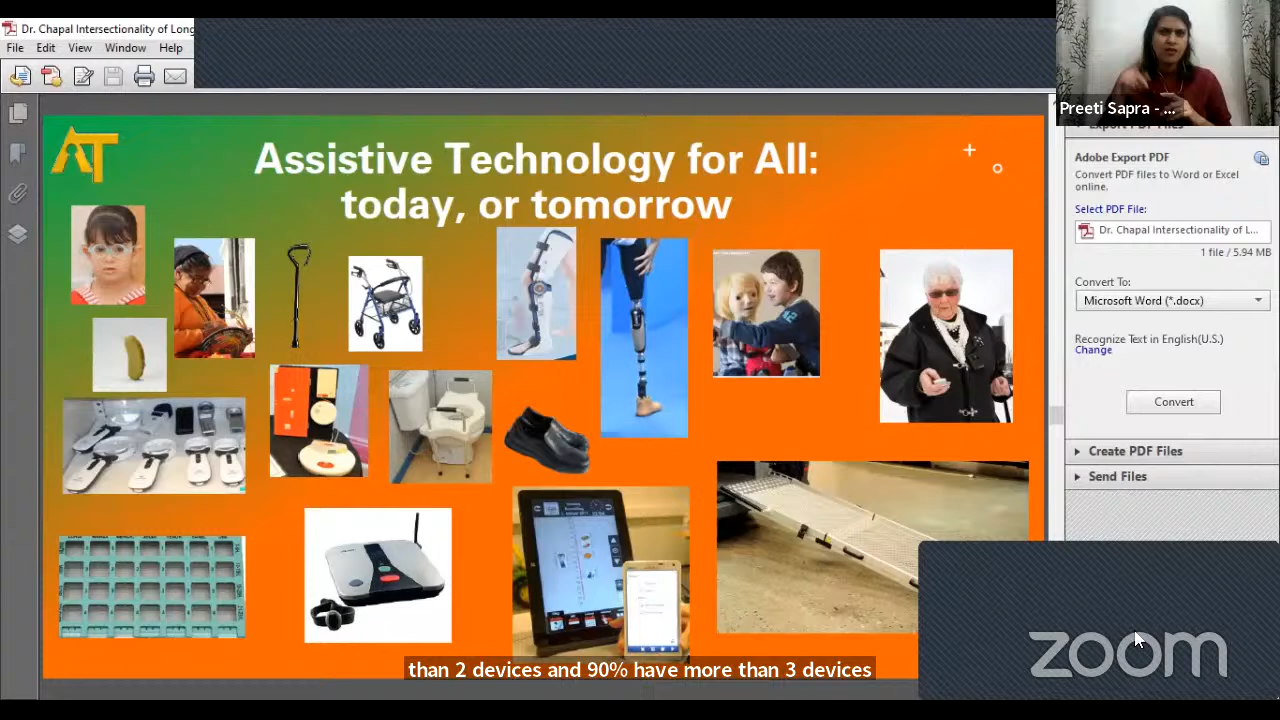 Dr. Chapal Intersectionality of Long
File Edit View Window Help
Preeti Sapra - ...
AT
Assistive Technology for All:
today, or tomorrow
Export PDF Files
Adobe Export PDF
Convert PDF files to Word or Excel
online.
Select PDF File:
Dr. Chapal Intersectionality of L...
1 file / 5.94 MB
Convert To:
Microsoft Word (*.docx)
Recognize Text in English(U.S.)
Change
Convert
Create PDF Files
Send Files
than 2 devices and 90% have more than 3 devices
zoom